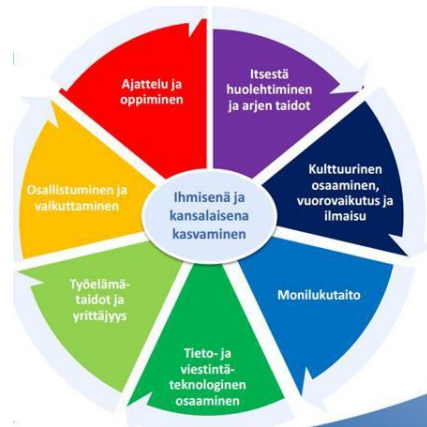 Ajattelu ja
oppiminen
Itsestä
huolehtiminen
ja arjen taidot
Kulttuurinen
osaaminen,
vuorovaikutus ja
ilmaisu
Monilukutaito
Tieto- ja
viestintä-
teknologinen
osaaminen
Työelämä-
taidot ja
yrittäjyys
Osallistuminen ja
vaikuttaminen
Ihmisenä ja
kansalaisena
kasvaminen